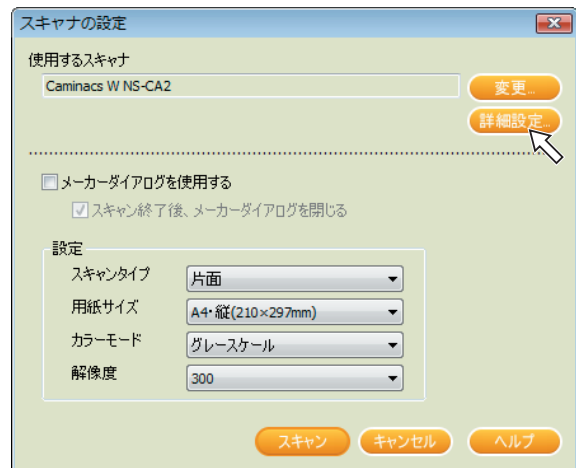 スキャナの設定
使用するスキャナ
Caminacs W NS-CA2
変更...
詳細設定...
メーカーダイアログを使用する
スキャン終了後、メーカーダイアログを閉じる
設定
スキャンタイプ
片面
用紙サイズ
A4・縦(210×297mm)
カラーモード
グレースケール
解像度
300
スキャン
キャンセル
ヘルプ